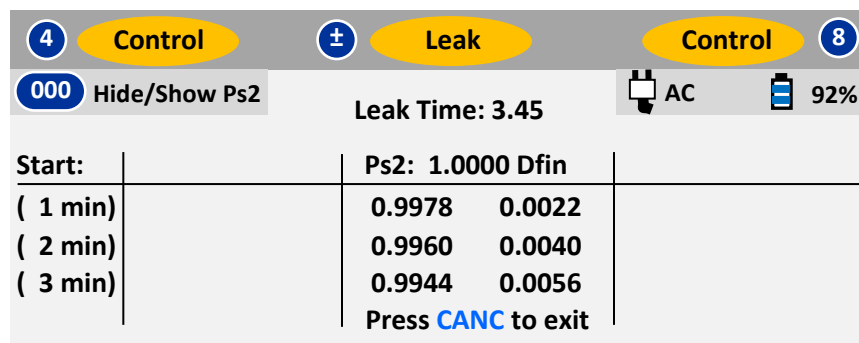 4 Control ± Leak Control 8
000 Hide/Show Ps2 Leak Time: 3.45 AC 92%
Start: Ps2: 1.0000 Dfin
( 1 min) 0.9978 0.0022
( 2 min) 0.9960 0.0040
( 3 min) 0.9944 0.0056
Press CANC to exit